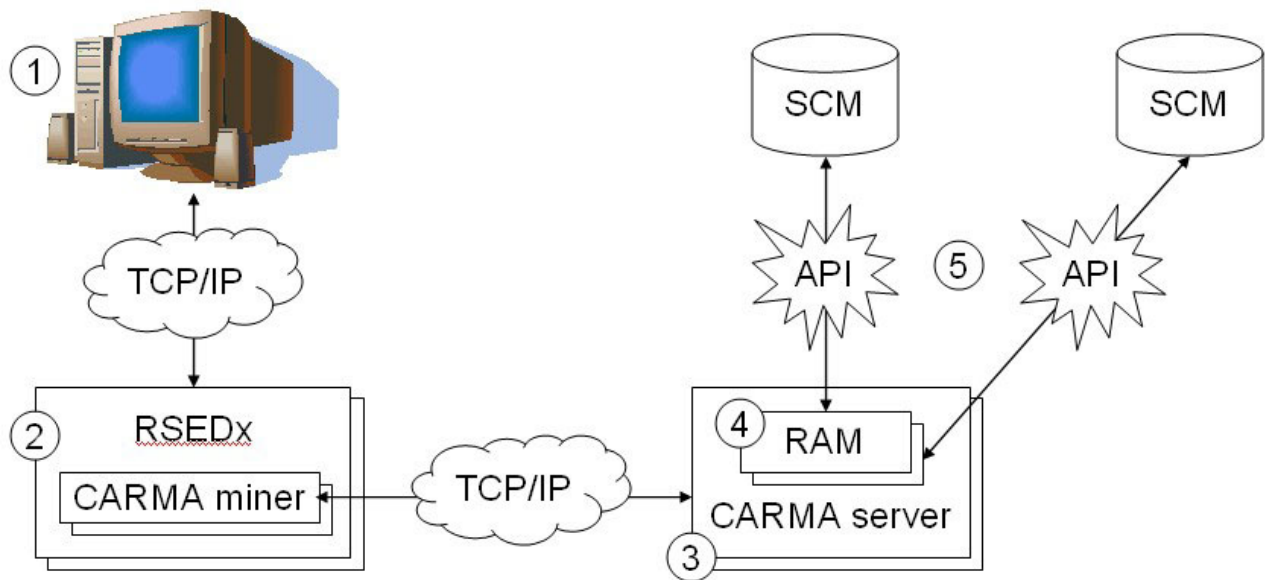 1
SCM
SCM
TCP/IP
API
5
API
2
RSEDx
4
RAM
CARMA miner
TCP/IP
CARMA server
3